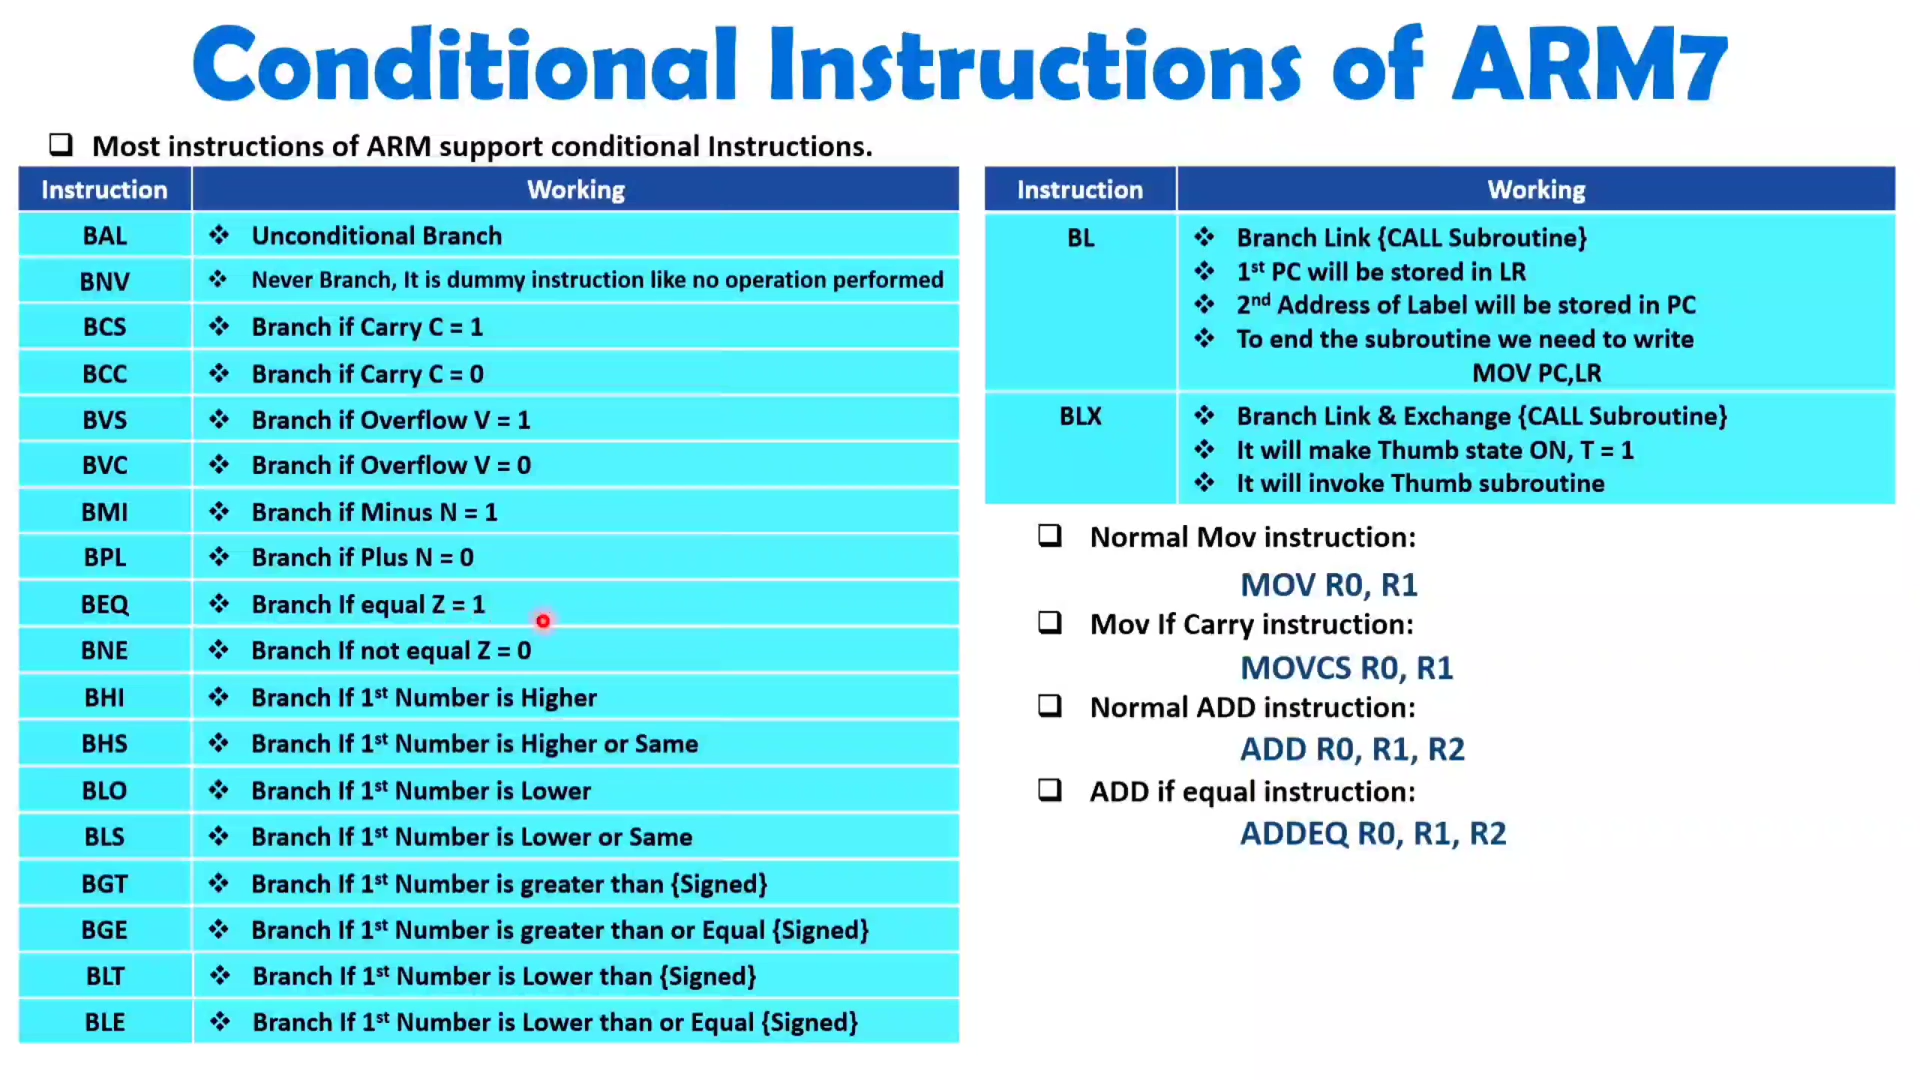 Conditional Instructions of ARM7
❑ Most instructions of ARM support conditional Instructions.
Instruction Working
BAL ❖ Unconditional Branch
BNV ❖ Never Branch, It is dummy instruction like no operation performed
BCS ❖ Branch if Carry C = 1
BCC ❖ Branch if Carry C = 0
BVS ❖ Branch if Overflow V = 1
BVC ❖ Branch if Overflow V = 0
BMI ❖ Branch if Minus N = 1
BPL ❖ Branch if Plus N = 0
BEQ ❖ Branch If equal Z = 1
BNE ❖ Branch If not equal Z = 0
BHI ❖ Branch If 1st Number is Higher
BHS ❖ Branch If 1st Number is Higher or Same
BLO ❖ Branch If 1st Number is Lower
BLS ❖ Branch If 1st Number is Lower or Same
BGT ❖ Branch If 1st Number is greater than {Signed}
BGE ❖ Branch If 1st Number is greater than or Equal {Signed}
BLT ❖ Branch If 1st Number is Lower than {Signed}
BLE ❖ Branch If 1st Number is Lower than or Equal {Signed}
Instruction Working
BL ❖ Branch Link {CALL Subroutine}
❖ 1st PC will be stored in LR
❖ 2nd Address of Label will be stored in PC
❖ To end the subroutine we need to write
MOV PC,LR
BLX ❖ Branch Link & Exchange {CALL Subroutine}
❖ It will make Thumb state ON, T = 1
❖ It will invoke Thumb subroutine
❑ Normal Mov instruction:
MOV R0, R1
❑ Mov If Carry instruction:
MOVCS R0, R1
❑ Normal ADD instruction:
ADD R0, R1, R2
❑ ADD if equal instruction:
ADDEQ R0, R1, R2